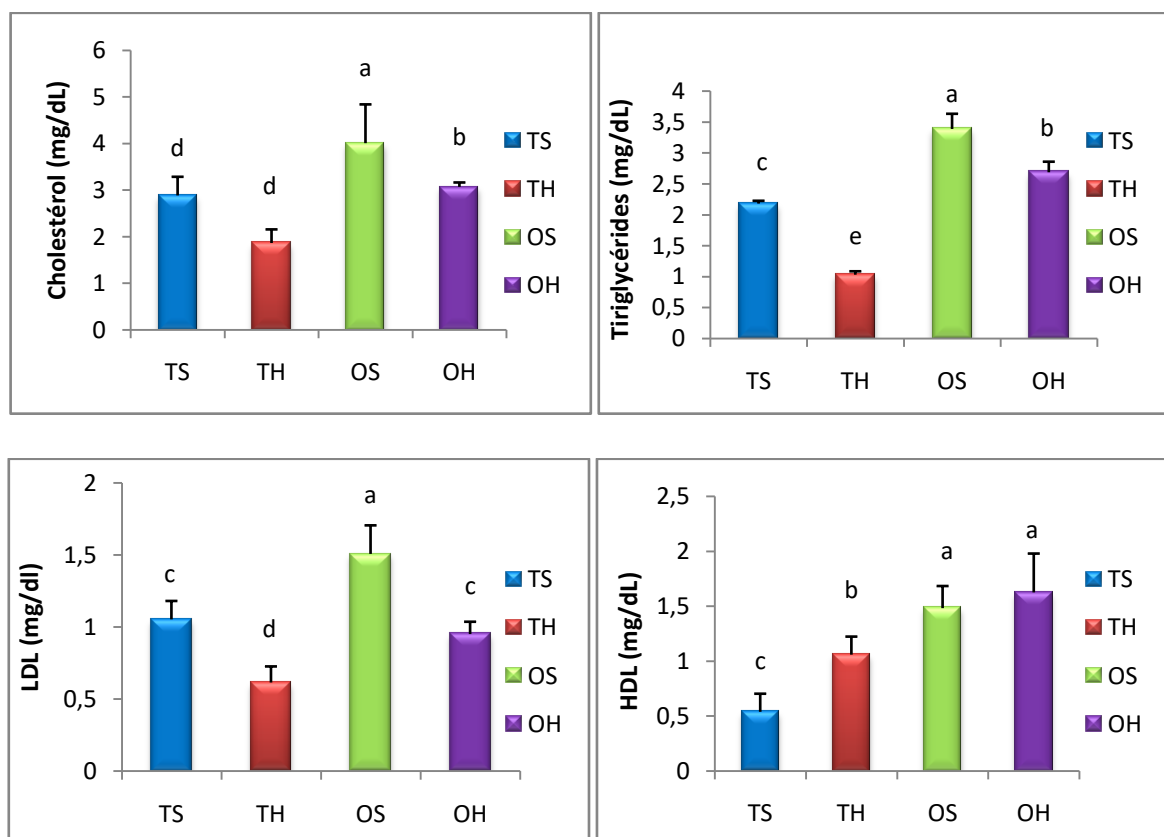 Cholestérol (mg/dL)
6
5
4
3
2
1
0
d
d
a
b
TS
TH
OS
OH
TS
TH
OS
OH
Tiriglycérides (mg/dL)
4
3,5
3
2,5
2
1,5
1
0,5
0
c
e
a
b
TS
TH
OS
OH
TS
TH
OS
OH
LDL (mg/dl)
2
1,5
1
0,5
0
c
d
a
c
TS
TH
OS
OH
TS
TH
OS
OH
HDL (mg/dL)
2,5
2
1,5
1
0,5
0
c
b
a
a
TS
TH
OS
OH
TS
TH
OS
OH